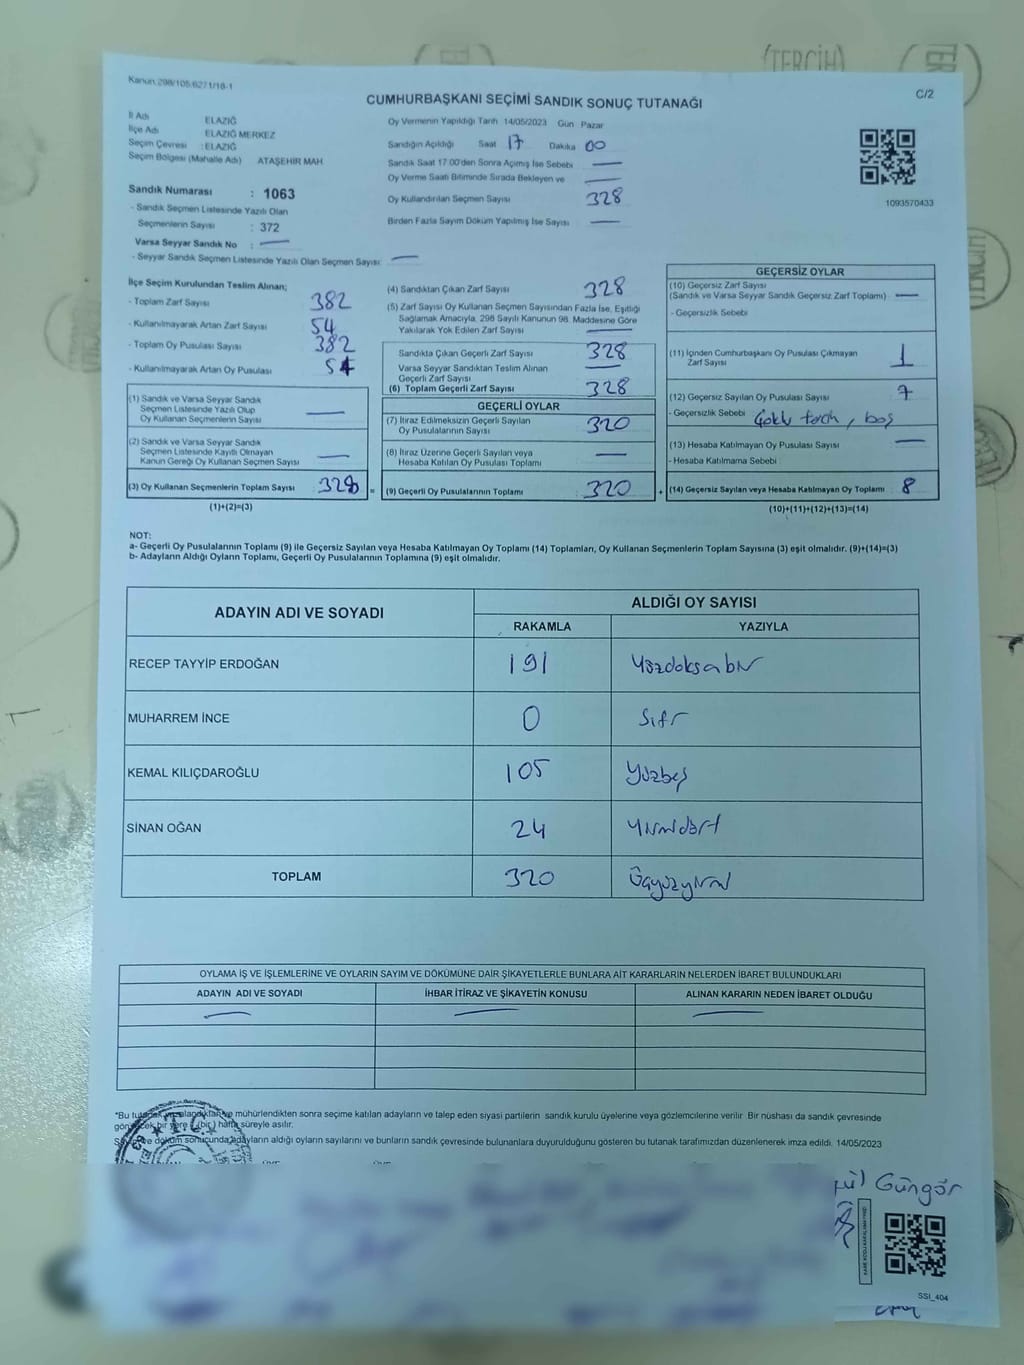 Kanun:298/105;6271/18-1
C/2
CUMHURBAŞKANI SEÇİMİ SANDIK SONUÇ TUTANAĞI
İl Adı ELAZIĞ
İlçe Adı ELAZIĞ MERKEZ
Seçim Çevresi : ELAZIĞ
Seçim Bölgesi (Mahalle Adı) ATAŞEHİR MAH
Sandık Numarası : 1063
- Sandık Seçmen Listesinde Yazılı Olan
Seçmenlerin Sayısı : 372
Varsa Seyyar Sandık No : —
- Seyyar Sandık Seçmen Listesinde Yazılı Olan Seçmen Sayısı: —
Oy Vermenin Yapıldığı Tarih 14/05/2023 Gün Pazar
Sandığın Açıldığı Saat 17 Dakika 00
Sandık Saat 17.00'den Sonra Açılmış İse Sebebi —
Oy Verme Saati Bitiminde Sırada Bekleyen ve —
Oy Kullandırılan Seçmen Sayısı 328
Birden Fazla Sayım Döküm Yapılmış İse Sayısı —
1093570433
İlçe Seçim Kurulundan Teslim Alınan;
- Toplam Zarf Sayısı 382
- Kullanılmayarak Artan Zarf Sayısı 54
- Toplam Oy Pusulası Sayısı 382
- Kullanılmayarak Artan Oy Pusulası 54
(1) Sandık ve Varsa Seyyar Sandık
Seçmen Listesinde Yazılı Olup
Oy Kullanan Seçmenlerin Sayısı —
(2) Sandık ve Varsa Seyyar Sandık
Seçmen Listesinde Kayıtlı Olmayan
Kanun Gereği Oy Kullanan Seçmen Sayısı —
(3) Oy Kullanan Seçmenlerin Toplam Sayısı 328 =
(1)+(2)=(3)
(4) Sandıktan Çıkan Zarf Sayısı 328
(5) Zarf Sayısı Oy Kullanan Seçmen Sayısından Fazla İse, Eşitliği
Sağlamak Amacıyla, 298 Sayılı Kanunun 98. Maddesine Göre
Yakılarak Yok Edilen Zarf Sayısı —
Sandıkta Çıkan Geçerli Zarf Sayısı 328
Varsa Seyyar Sandıktan Teslim Alınan
Geçerli Zarf Sayısı —
(6) Toplam Geçerli Zarf Sayısı 328
GEÇERLİ OYLAR
(7) İtiraz Edilmeksizin Geçerli Sayılan
Oy Pusulalarının Sayısı 320
(8) İtiraz Üzerine Geçerli Sayılan veya
Hesaba Katılan Oy Pusulası Toplamı —
(9) Geçerli Oy Pusulalarının Toplamı 320 +
GEÇERSİZ OYLAR
(10) Geçersiz Zarf Sayısı
(Sandık ve Varsa Seyyar Sandık Geçersiz Zarf Toplamı) —
- Geçersizlik Sebebi
(11) İçinden Cumhurbaşkanı Oy Pusulası Çıkmayan
Zarf Sayısı 1
(12) Geçersiz Sayılan Oy Pusulası Sayısı 7
- Geçersizlik Sebebi Çoklu tercih, boş
(13) Hesaba Katılmayan Oy Pusulası Sayısı —
- Hesaba Katılmama Sebebi
(14) Geçersiz Sayılan veya Hesaba Katılmayan Oy Toplamı 8
(10)+(11)+(12)+(13)=(14)
NOT:
a- Geçerli Oy Pusulalarının Toplamı (9) ile Geçersiz Sayılan veya Hesaba Katılmayan Oy Toplamı (14) Toplamları, Oy Kullanan Seçmenlerin Toplam Sayısına (3) eşit olmalıdır. (9)+(14)=(3)
b- Adayların Aldığı Oyların Toplamı, Geçerli Oy Pusulalarının Toplamına (9) eşit olmalıdır.
ADAYIN ADI VE SOYADI
ALDIĞI OY SAYISI
RAKAMLA YAZIYLA
RECEP TAYYİP ERDOĞAN 191 Yüzdoksabir
MUHARREM İNCE 0 Sıfır
KEMAL KILIÇDAROĞLU 105 Yüzbeş
SİNAN OĞAN 24 Yirmidört
TOPLAM 320 Üçyüzyirmi
OYLAMA İŞ VE İŞLEMLERİNE VE OYLARIN SAYIM VE DÖKÜMÜNE DAİR ŞİKAYETLERLE BUNLARA AİT KARARLARIN NELERDEN İBARET BULUNDUKLARI
ADAYIN ADI VE SOYADI İHBAR İTİRAZ VE ŞİKAYETİN KONUSU ALINAN KARARIN NEDEN İBARET OLDUĞU
— — —
mühürlendikten sonra seçime katılan adayların ve talep eden siyasi partilerin sandık kurulu üyelerine veya gözlemcilerine verilir. Bir nüshası da sandık çevresinde
(bir) hafta süreyle asılır.
döküm sonucunda adayların aldığı oyların sayılarını ve bunların sandık çevresinde bulunanlara duyurulduğunu gösteren bu tutanak tarafımızdan düzenlenerek imza edildi. 14/05/2023
T.C.
Güngör
SSI_404
TERCİH